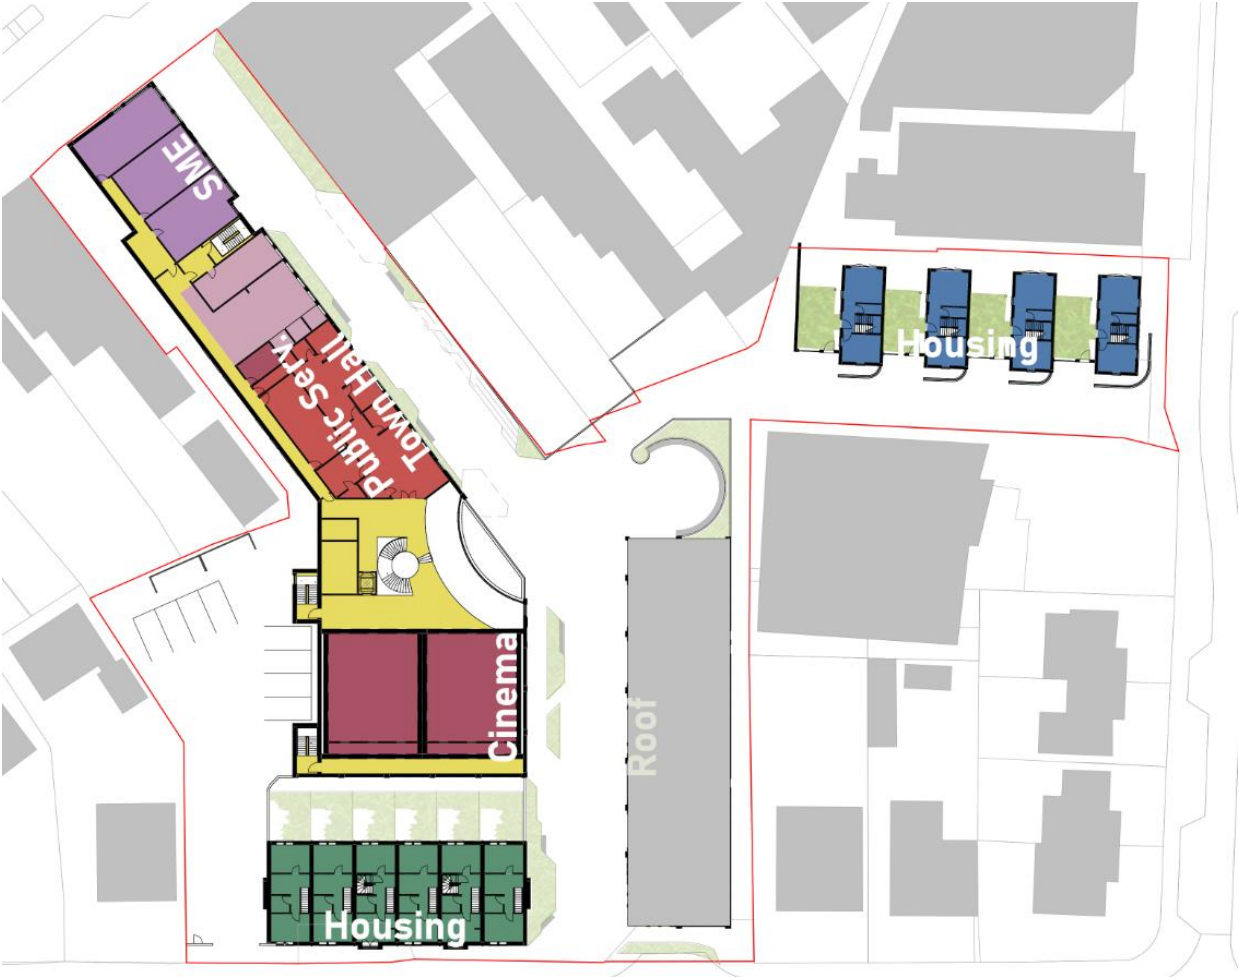 SME
Public Serv.
Town Hall
Housing
Cinema
Roof
Housing